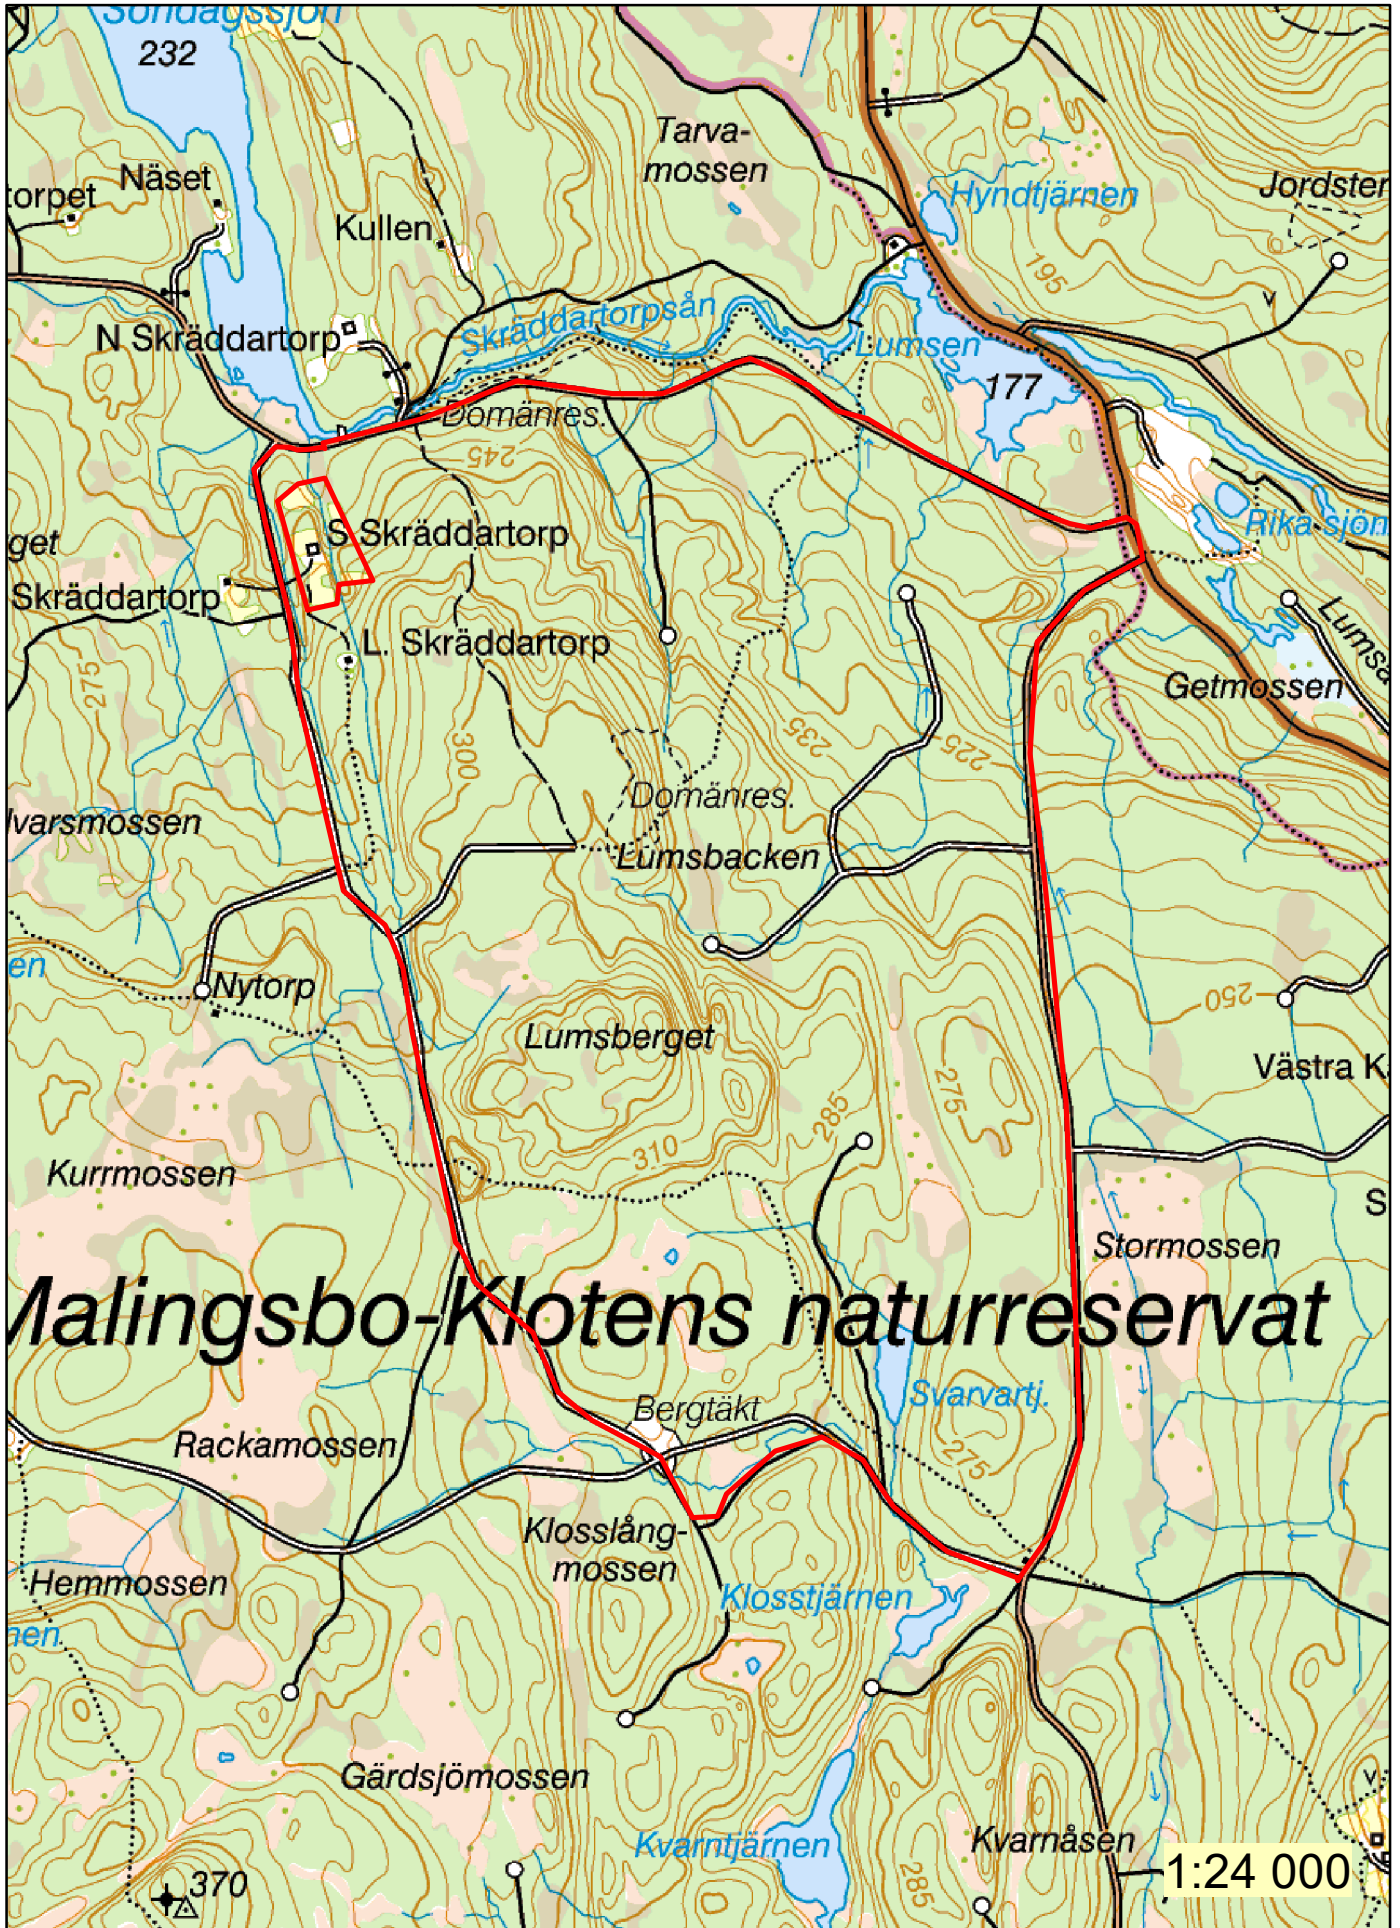 Söndagssjön
232
Tarva-
mossen
Näset
torpet
Hyndtjärnen
Jordster
Kullen
195
N Skräddartorp
Skräddartorpsån
Lumsen
177
Domänres.
245
S Skräddartorp
Rika sjön
get
Skräddartorp
L. Skräddartorp
Lumsa
275
Getmossen
300
235
225
Domänres.
lvarsmossen
Lumsbacken
en
Nytorp
250
Lumsberget
Västra K
275
285
310
Kurrmossen
S
Stormossen
Malingsbo-Klotens naturreservat
Svarvartj.
Bergtäkt
Rackamossen
275
Klosslång-
mossen
Hemmossen
Klosstjärnen
nen
Gärdsjömossen
Kvarntjärnen
Kvarnåsen
285
370
1:24 000